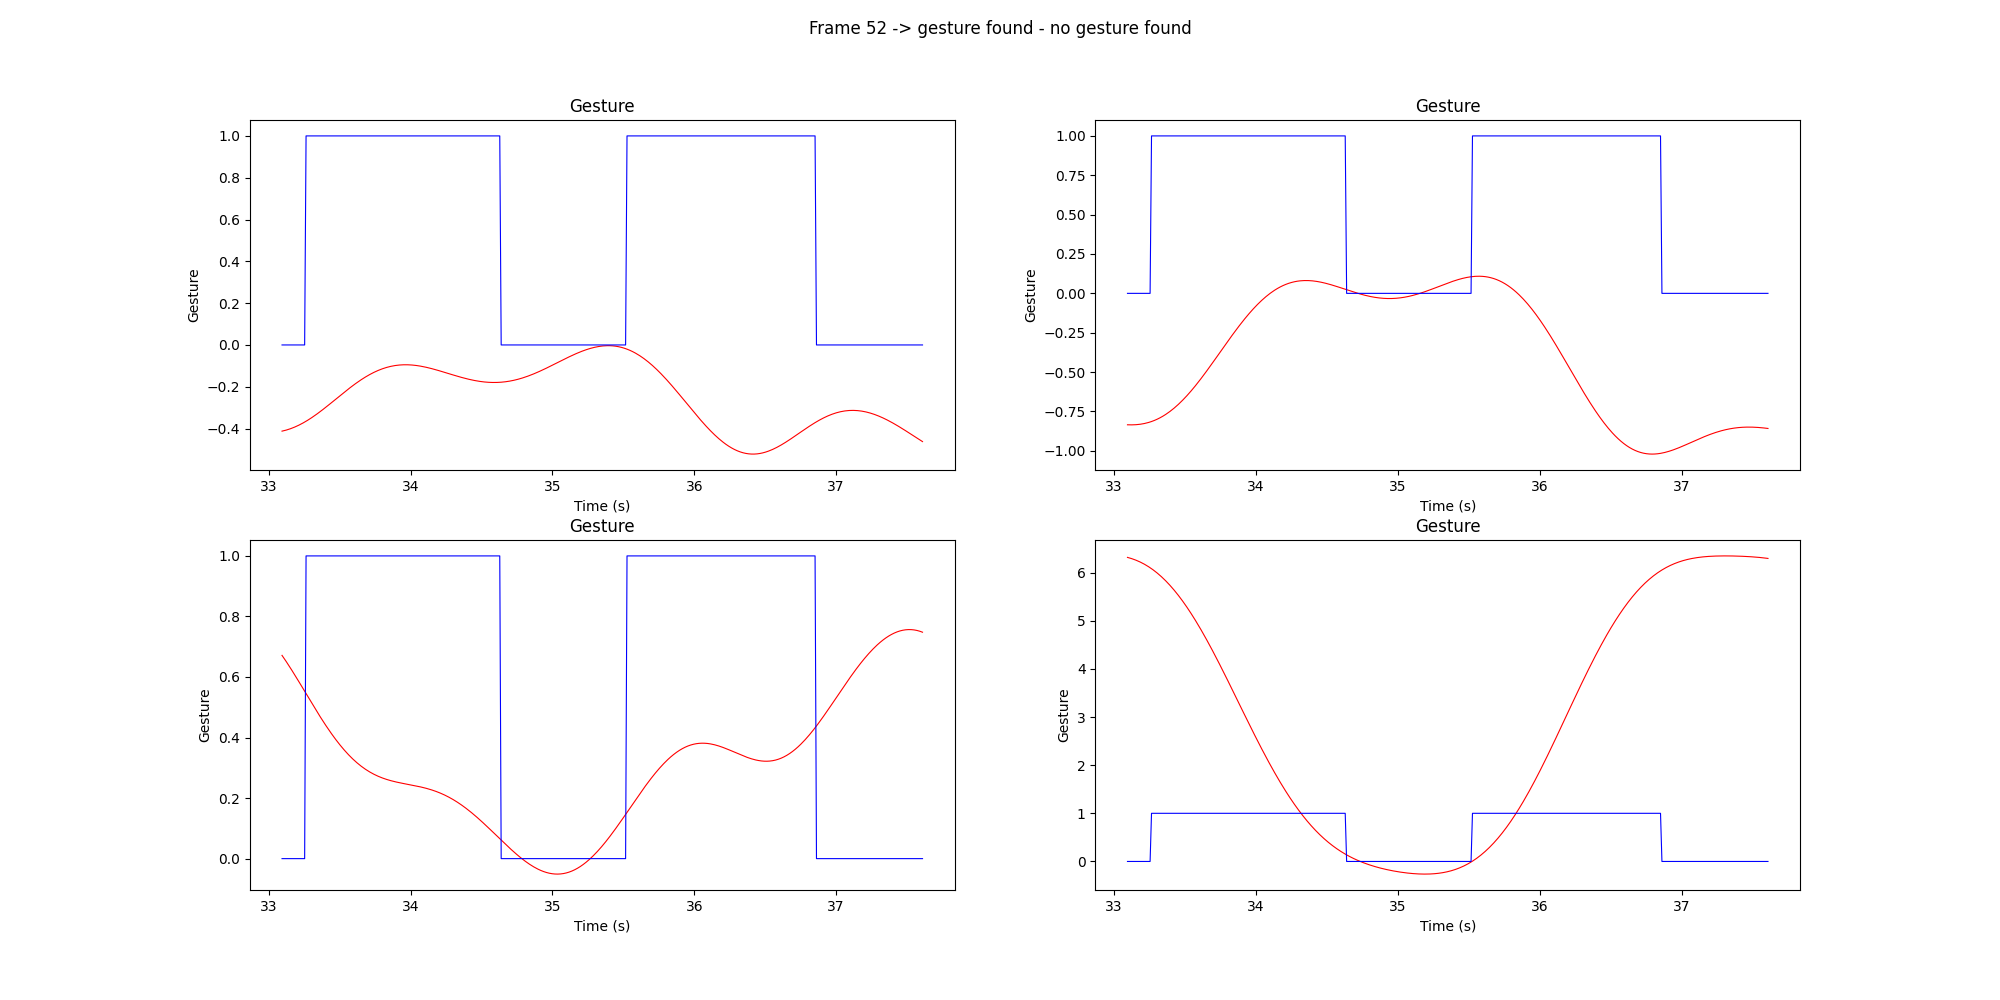 Frame 52 -> gesture found - no gesture found
Gesture
1.0
0.8
0.6
0.4
0.2
0.0
−0.2
−0.4
Gesture
33 34 35 36 37
Time (s)
Gesture
1.00
0.75
0.50
0.25
0.00
−0.25
−0.50
−0.75
−1.00
Gesture
33 34 35 36 37
Time (s)
Gesture
1.0
0.8
0.6
0.4
0.2
0.0
Gesture
33 34 35 36 37
Time (s)
Gesture
6
5
4
3
2
1
0
Gesture
33 34 35 36 37
Time (s)